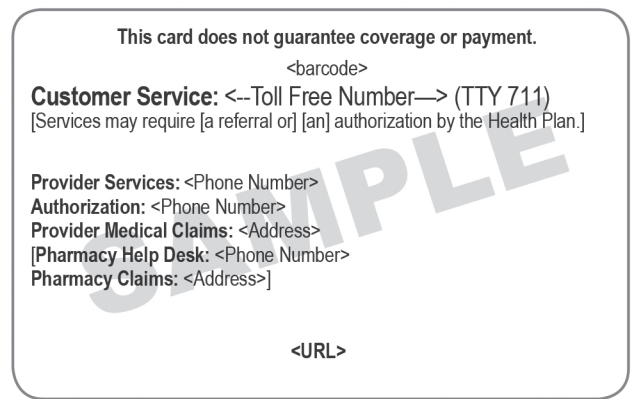 This card does not guarantee coverage or payment.
<barcode>
Customer Service: <--Toll Free Number—> (TTY 711)
[Services may require [a referral or] [an] authorization by the Health Plan.]
Provider Services: <Phone Number>
Authorization: <Phone Number>
Provider Medical Claims: <Address>
[Pharmacy Help Desk: <Phone Number>
Pharmacy Claims: <Address>]
SAMPLE
<URL>